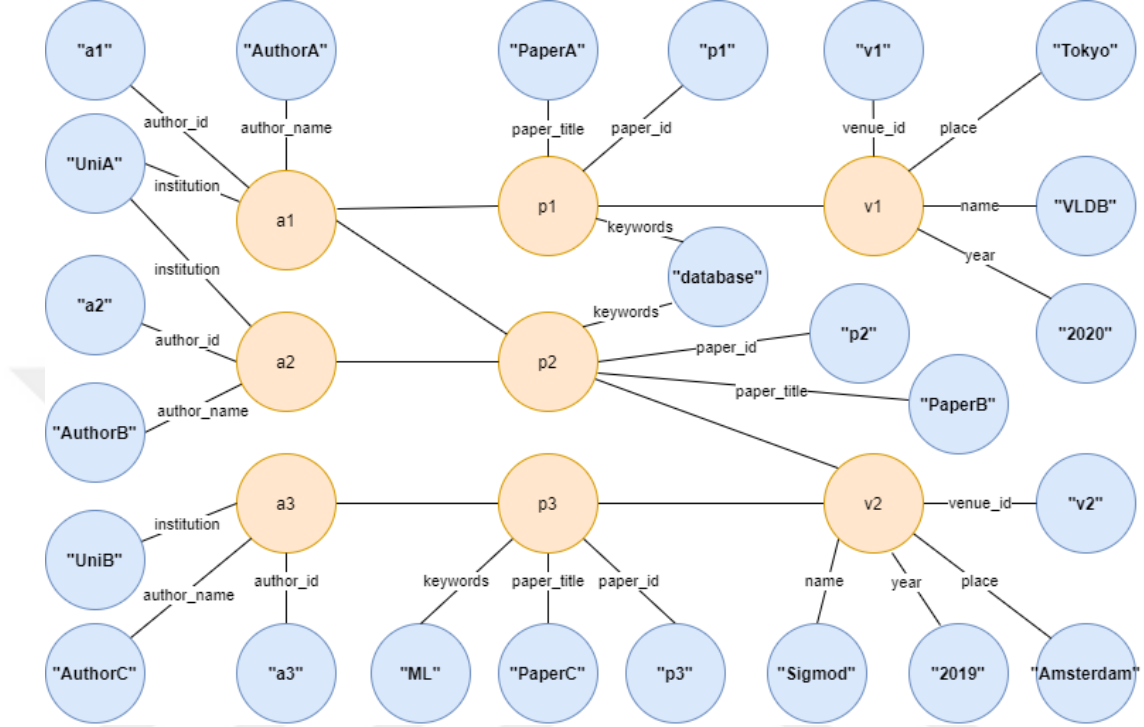 "a1"
"AuthorA"
"PaperA"
"p1"
"v1"
"Tokyo"
author_id
author_name
paper_title
paper_id
venue_id
place
"UniA"
institution
a1
p1
v1
name
"VLDB"
keywords
year
institution
"database"
"a2"
keywords
"p2"
"2020"
author_id
paper_id
a2
p2
paper_title
"PaperB"
author_name
"AuthorB"
a3
p3
v2
venue_id
"v2"
institution
"UniB"
author_name
author_id
keywords
paper_title
paper_id
name
year
place
"AuthorC"
"a3"
"ML"
"PaperC"
"p3"
"Sigmod"
"2019"
"Amsterdam"